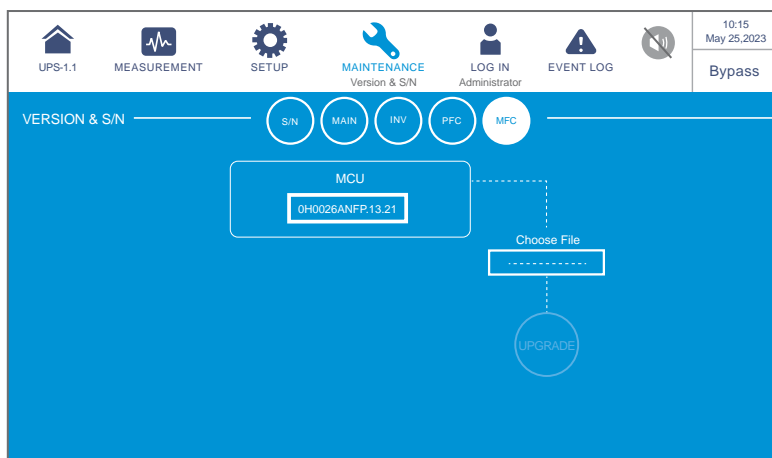 10:15
May 25,2023
UPS-1.1 MEASUREMENT SETUP MAINTENANCE LOG IN EVENT LOG
Version & S/N Administrator
Bypass
VERSION & S/N S/N MAIN INV PFC MFC
MCU
0H0026ANFP.13.21
Choose File
UPGRADE